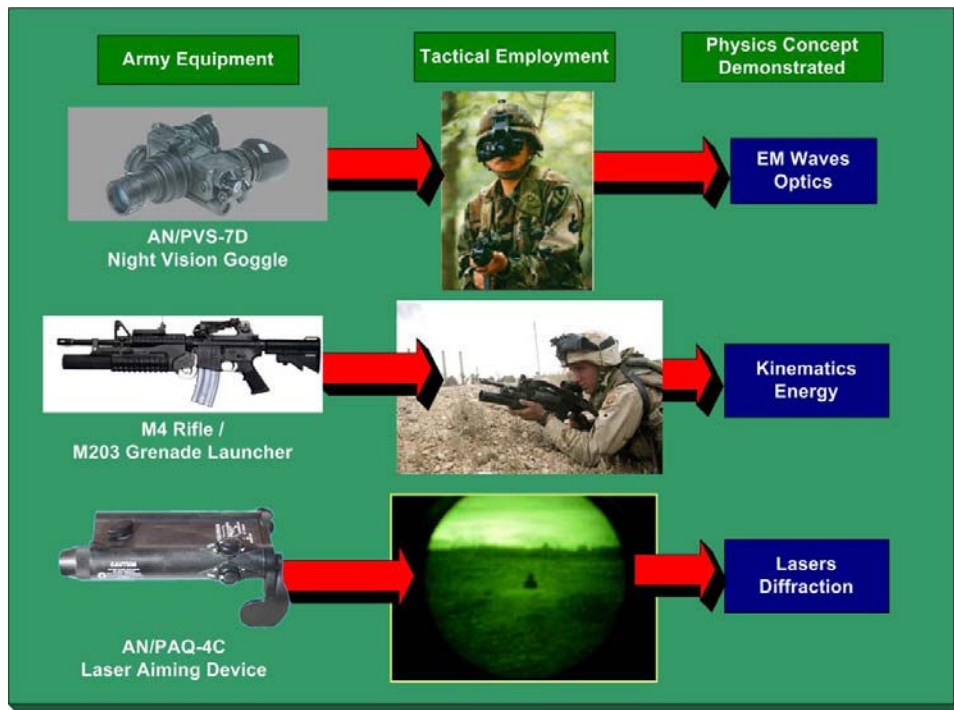 Army Equipment
Tactical Employment
Physics Concept
Demonstrated
AN/PVS-7D
Night Vision Goggle
EM Waves
Optics
M4 Rifle /
M203 Grenade Launcher
Kinematics
Energy
CAUTION
AN/PAQ-4C
Laser Aiming Device
Lasers
Diffraction